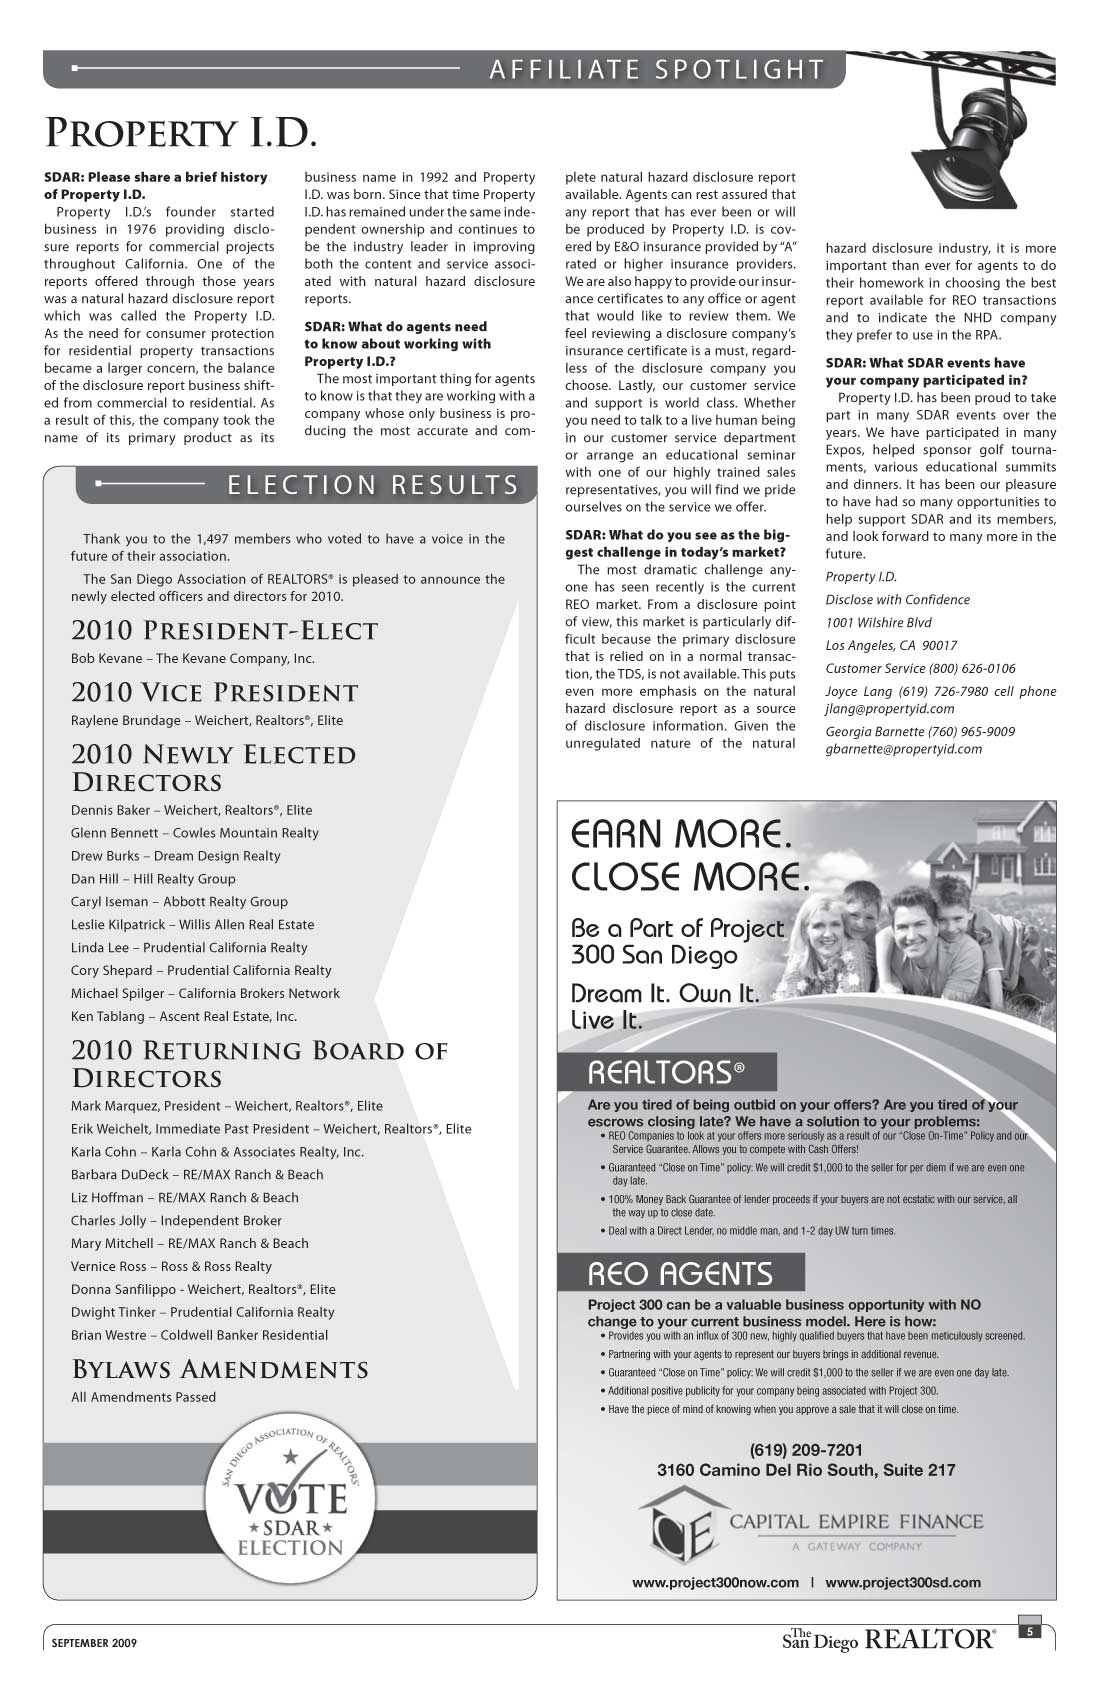 AFFILIATE SPOTLIGHT
PROPERTY I.D.
SDAR: Please share a brief history
of Property I.D.
Property I.D.'s founder started
business in 1976 providing disclo-
sure reports for commercial projects
throughout California. One of the
reports offered through those years
was a natural hazard disclosure report
which was called the Property I.D.
As the need for consumer protection
for residential property transactions
became a larger concern, the balance
of the disclosure report business shift-
ed from commercial to residential. As
a result of this, the company took the
name of its primary product as its
business name in 1992 and Property
I.D. was born. Since that time Property
I.D. has remained under the same inde-
pendent ownership and continues to
be the industry leader in improving
both the content and service associ-
ated with natural hazard disclosure
reports.
SDAR: What do agents need
to know about working with
Property I.D.?
The most important thing for agents
to know is that they are working with a
company whose only business is pro-
ducing the most accurate and com-
plete natural hazard disclosure report
available. Agents can rest assured that
any report that has ever been or will
be produced by Property I.D. is cov-
ered by E&O insurance provided by "A"
rated or higher insurance providers.
We are also happy to provide our insur-
ance certificates to any office or agent
that would like to review them. We
feel reviewing a disclosure company's
insurance certificate is a must, regard-
less of the disclosure company you
choose. Lastly, our customer service
and support is world class. Whether
you need to talk to a live human being
in our customer service department
or arrange an educational seminar
with one of our highly trained sales
representatives, you will find we pride
ourselves on the service we offer.
SDAR: What do you see as the big-
gest challenge in today's market?
The most dramatic challenge any-
one has seen recently is the current
REO market. From a disclosure point
of view, this market is particularly dif-
ficult because the primary disclosure
that is relied on in a normal transac-
tion, the TDS, is not available. This puts
even more emphasis on the natural
hazard disclosure report as a source
of disclosure information. Given the
unregulated nature of the natural
hazard disclosure industry, it is more
important than ever for agents to do
their homework in choosing the best
report available for REO transactions
and to indicate the NHD company
they prefer to use in the RPA.
SDAR: What SDAR events have
your company participated in?
Property I.D. has been proud to take
part in many SDAR events over the
years. We have participated in many
Expos, helped sponsor golf tourna-
ments, various educational summits
and dinners. It has been our pleasure
to have had so many opportunities to
help support SDAR and its members,
and look forward to many more in the
future.
Property I.D.
Disclose with Confidence
1001 Wilshire Blvd
Los Angeles, CA 90017
Customer Service (800) 626-0106
Joyce Lang (619) 726-7980 cell phone
jlang@propertyid.com
Georgia Barnette (760) 965-9009
gbarnette@propertyid.com
ELECTION RESULTS
Thank you to the 1,497 members who voted to have a voice in the
future of their association.
The San Diego Association of REALTORS® is pleased to announce the
newly elected officers and directors for 2010.
2010 PRESIDENT-ELECT
Bob Kevane – The Kevane Company, Inc.
2010 VICE PRESIDENT
Raylene Brundage – Weichert, Realtors®, Elite
2010 NEWLY ELECTED
DIRECTORS
Dennis Baker – Weichert, Realtors®, Elite
Glenn Bennett – Cowles Mountain Realty
Drew Burks – Dream Design Realty
Dan Hill – Hill Realty Group
Caryl Iseman – Abbott Realty Group
Leslie Kilpatrick – Willis Allen Real Estate
Linda Lee – Prudential California Realty
Cory Shepard – Prudential California Realty
Michael Spilger – California Brokers Network
Ken Tablang – Ascent Real Estate, Inc.
2010 RETURNING BOARD OF
DIRECTORS
Mark Marquez, President – Weichert, Realtors®, Elite
Erik Weichelt, Immediate Past President – Weichert, Realtors®, Elite
Karla Cohn – Karla Cohn & Associates Realty, Inc.
Barbara DuDeck – RE/MAX Ranch & Beach
Liz Hoffman – RE/MAX Ranch & Beach
Charles Jolly – Independent Broker
Mary Mitchell – RE/MAX Ranch & Beach
Vernice Ross – Ross & Ross Realty
Donna Sanfilippo - Weichert, Realtors®, Elite
Dwight Tinker – Prudential California Realty
Brian Westre – Coldwell Banker Residential
BYLAWS AMENDMENTS
All Amendments Passed
SAN DIEGO ASSOCIATION OF REALTORS®
VOTE
SDAR
ELECTION
EARN MORE.
CLOSE MORE.
Be a Part of Project
300 San Diego
Dream It. Own It.
Live It.
REALTORS®
Are you tired of being outbid on your offers? Are you tired of your
escrows closing late? We have a solution to your problems:
• REO Companies to look at your offers more seriously as a result of our "Close On-Time" Policy and our
Service Guarantee. Allows you to compete with Cash Offers!
• Guaranteed "Close on Time" policy: We will credit $1,000 to the seller for per diem if we are even one
day late.
• 100% Money Back Guarantee of lender proceeds if your buyers are not ecstatic with our service, all
the way up to close date.
• Deal with a Direct Lender, no middle man, and 1-2 day UW turn times.
REO AGENTS
Project 300 can be a valuable business opportunity with NO
change to your current business model. Here is how:
• Provides you with an influx of 300 new, highly qualified buyers that have been meticulously screened.
• Partnering with your agents to represent our buyers brings in additional revenue.
• Guaranteed "Close on Time" policy: We will credit $1,000 to the seller if we are even one day late.
• Additional positive publicity for your company being associated with Project 300.
• Have the piece of mind of knowing when you approve a sale that it will close on time.
(619) 209-7201
3160 Camino Del Rio South, Suite 217
CE
CAPITAL EMPIRE FINANCE
A GATEWAY COMPANY
www.project300now.com | www.project300sd.com
SEPTEMBER 2009
The San Diego REALTOR®
5